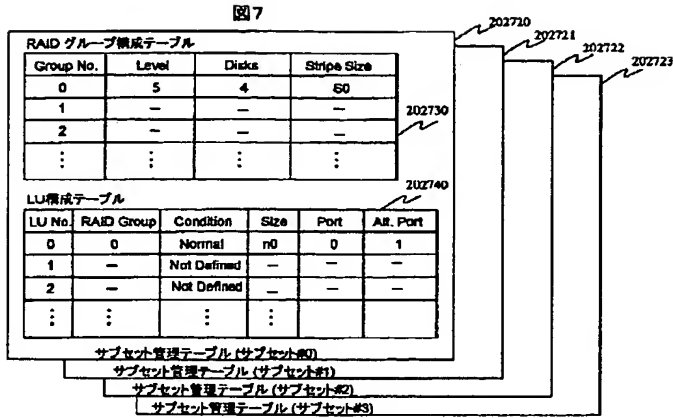 図7
202720
202721
202722
202723
RAID グループ構成テーブル
Group No. Level Disks Stripe Size
0 5 4 S0
1 — — —
2 — — —
⋮ ⋮ ⋮ ⋮
202730
LU構成テーブル
202740
LU No. RAID Group Condition Size Port Alt. Port
0 0 Normal n0 0 1
1 — Not Defined — — —
2 — Not Defined — — —
⋮ ⋮ ⋮ ⋮
サブセット管理テーブル (サブセット#0)
サブセット管理テーブル (サブセット#1)
サブセット管理テーブル (サブセット#2)
サブセット管理テーブル (サブセット#3)